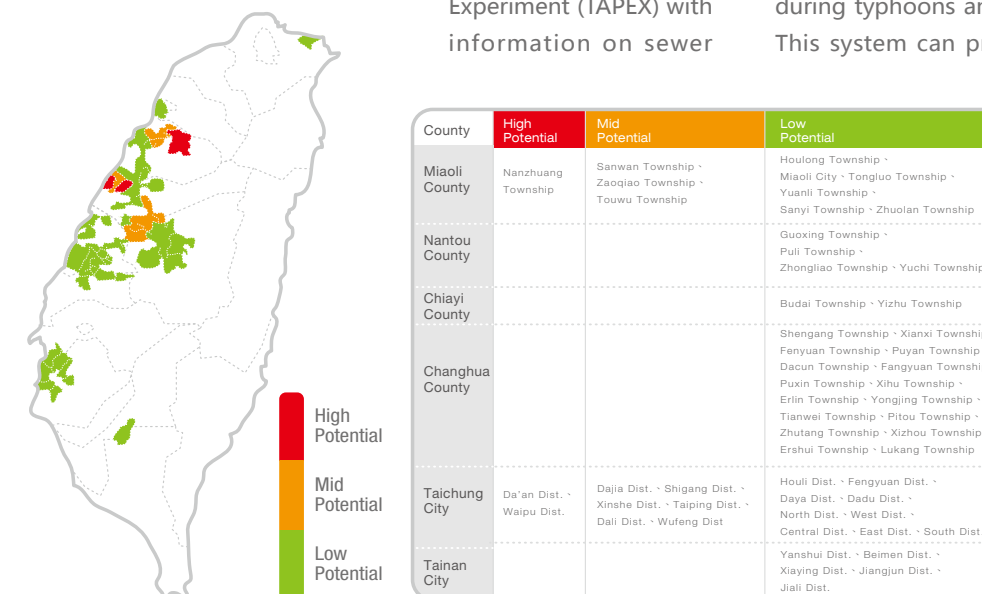 Experiment (TAPEX) with
information on sewer
during typhoons
This system can
County
High
Potential
Mid
Potential
Low
Potential
Miaoli
County
Nanzhuang
Township
Sanwan Township、
Zaoqiao Township、
Touwu Township
Houlong Township、
Miaoli City、Tongluo Township、
Yuanli Township、
Sanyi Township、Zhuolan Township
Nantou
County
Guoxing Township、
Puli Township、
Zhongliao Township、Yuchi Township
Chiayi
County
Budai Township、Yizhu Township
Changhua
County
Shengang Township、Xianxi Township
Fenyuan Township、Puyan Township
Dacun Township、Fangyuan Township
Puxin Township、Xihu Township、
Erlin Township、Yongjing Township、
Tianwei Township、Pitou Township、
Zhutang Township、Xizhou Township
Ershui Township、Lukang Township
Taichung
City
Da'an Dist.、
Waipu Dist.
Dajia Dist.、Shigang Dist.、
Xinshe Dist.、Taiping Dist.、
Dali Dist.、Wufeng Dist
Houli Dist.、Fengyuan Dist.、
Daya Dist.、Dadu Dist.、
North Dist.、West Dist.、
Central Dist.、East Dist.、South Dist
Tainan
City
Yanshui Dist.、Beimen Dist.、
Xiaying Dist.、Jiangjun Dist.、
Jiali Dist.
High
Potential
Mid
Potential
Low
Potential